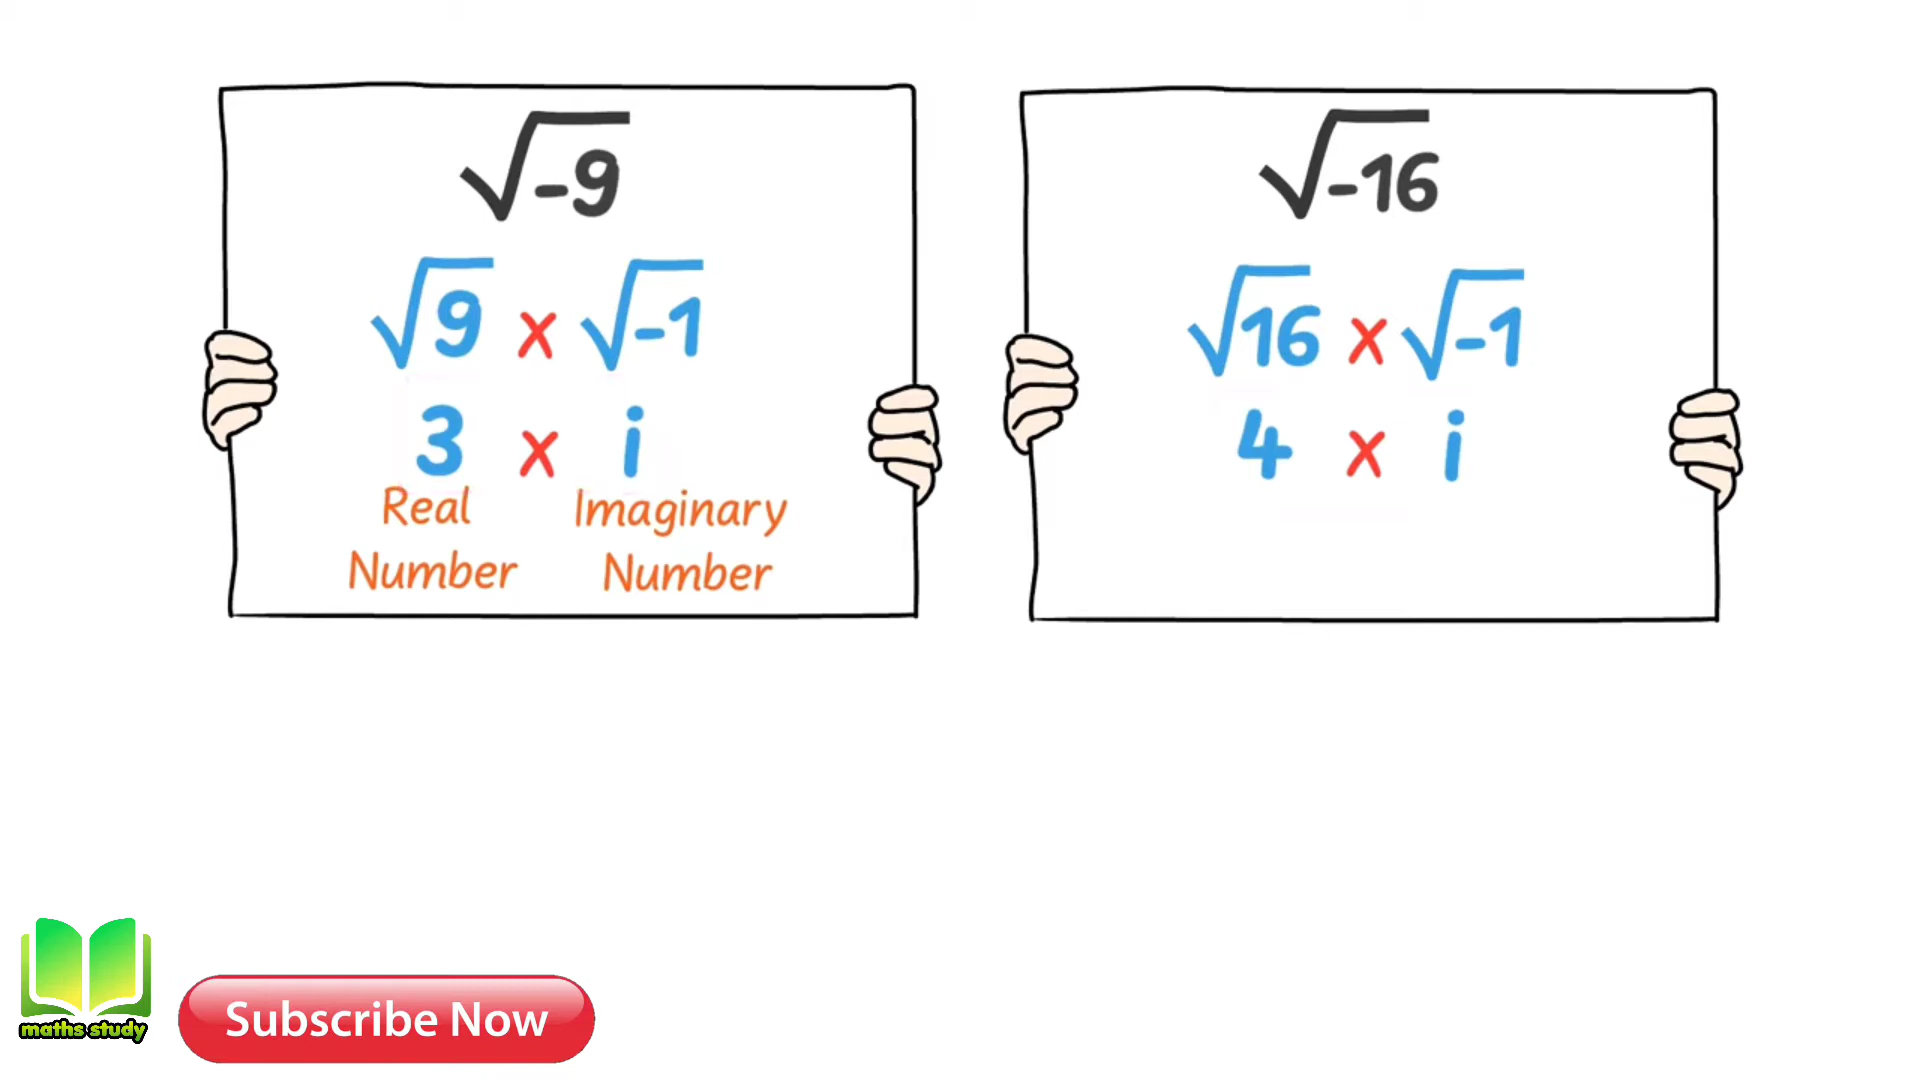 √-9
√9 x √-1
3 x i
Real Imaginary
Number Number
√-16
√16 x √-1
4 x i
maths study
Subscribe Now